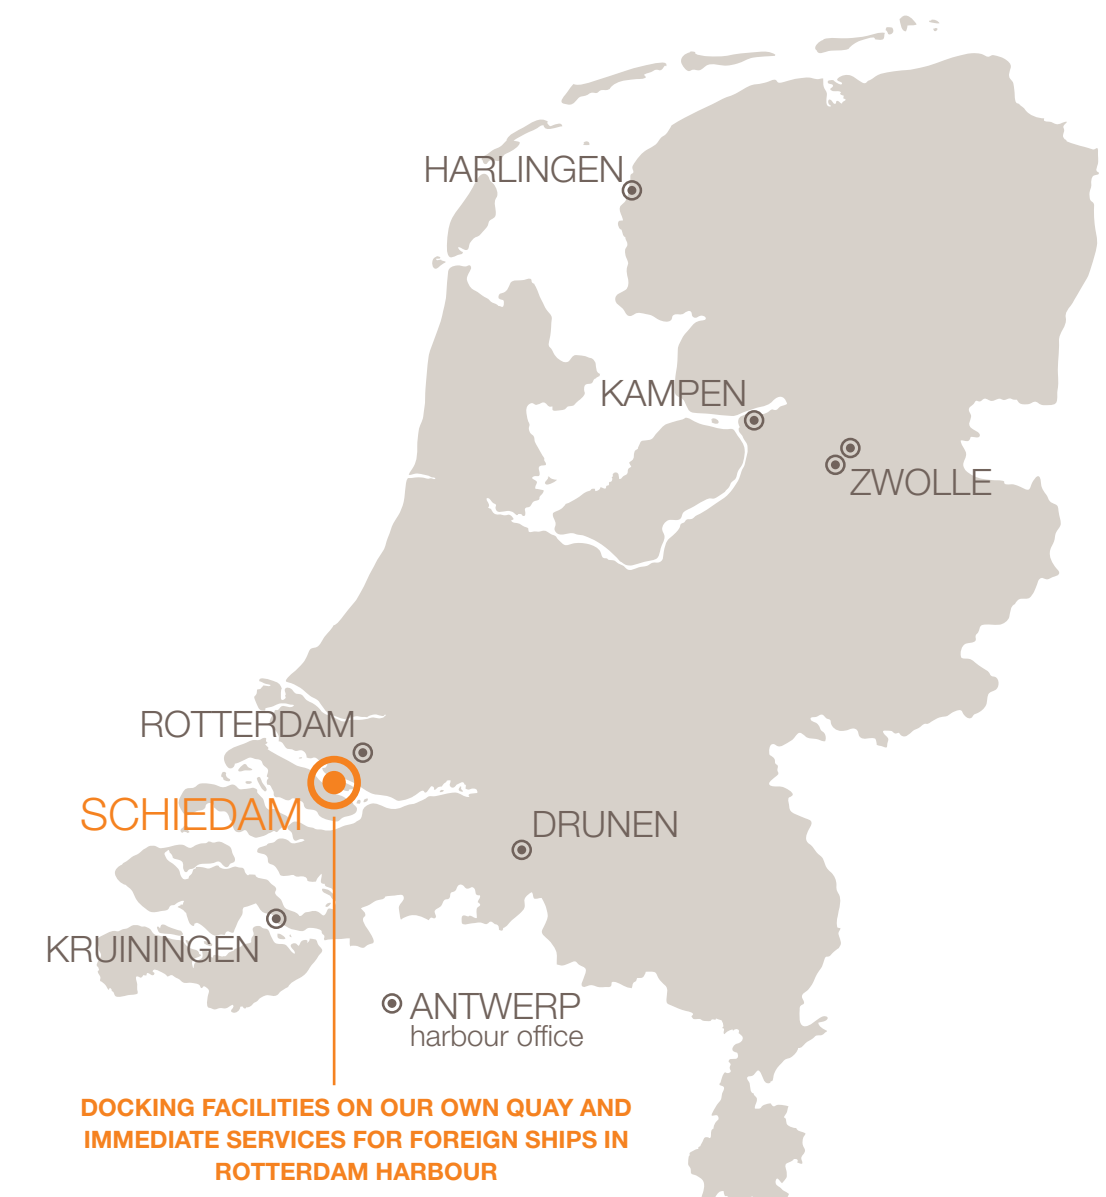 HARLINGEN
KAMPEN
ZWOLLE
ROTTERDAM
SCHIEDAM
DRUNEN
KRUININGEN
ANTWERP
harbour office
DOCKING FACILITIES ON OUR OWN QUAY AND
IMMEDIATE SERVICES FOR FOREIGN SHIPS IN
ROTTERDAM HARBOUR